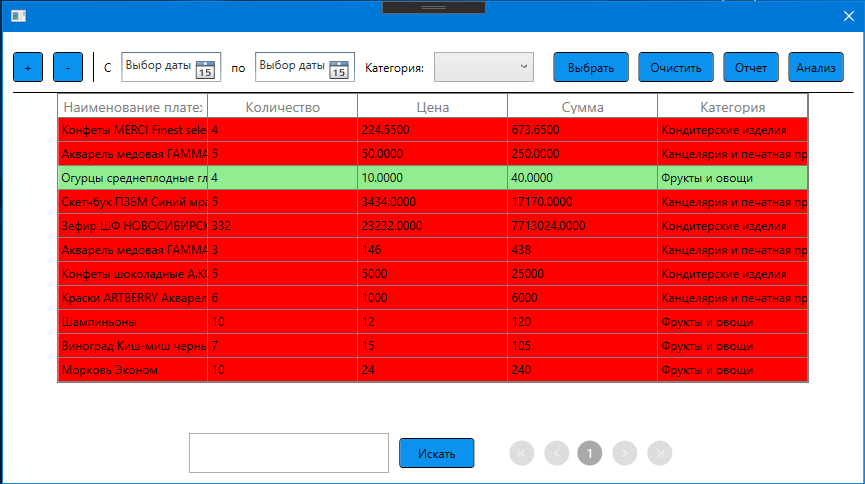 + - С Выбор даты 15 по Выбор даты 15 Категория: Выбрать Очистить Отчет Анализ
Наименование плате: Количество Цена Сумма Категория
Конфеты MERCI Finest sele 4 224.5500 673.6500 Кондитерские изделия
Акварель медовая ГАММА 5 50.0000 250.0000 Канцелярия и печатная пр
Огурцы среднеплодные гл 4 10.0000 40.0000 Фрукты и овощи
Скетчбук ПЗБМ Синий мра 5 3434.0000 17170.0000 Канцелярия и печатная пр
Зефир ШФ НОВОСИБИРСК 332 23232.0000 7713024.0000 Кондитерские изделия
Акварель медовая ГАММА 3 146 438 Канцелярия и печатная пр
Конфеты шоколадные А.КО 5 5000 25000 Кондитерские изделия
Краски ARTBERRY Акварел 6 1000 6000 Канцелярия и печатная пр
Шампиньоны 10 12 120 Фрукты и овощи
Виноград Киш-миш черны 7 15 105 Фрукты и овощи
Морковь Эконом 10 24 240 Фрукты и овощи
Искать 1